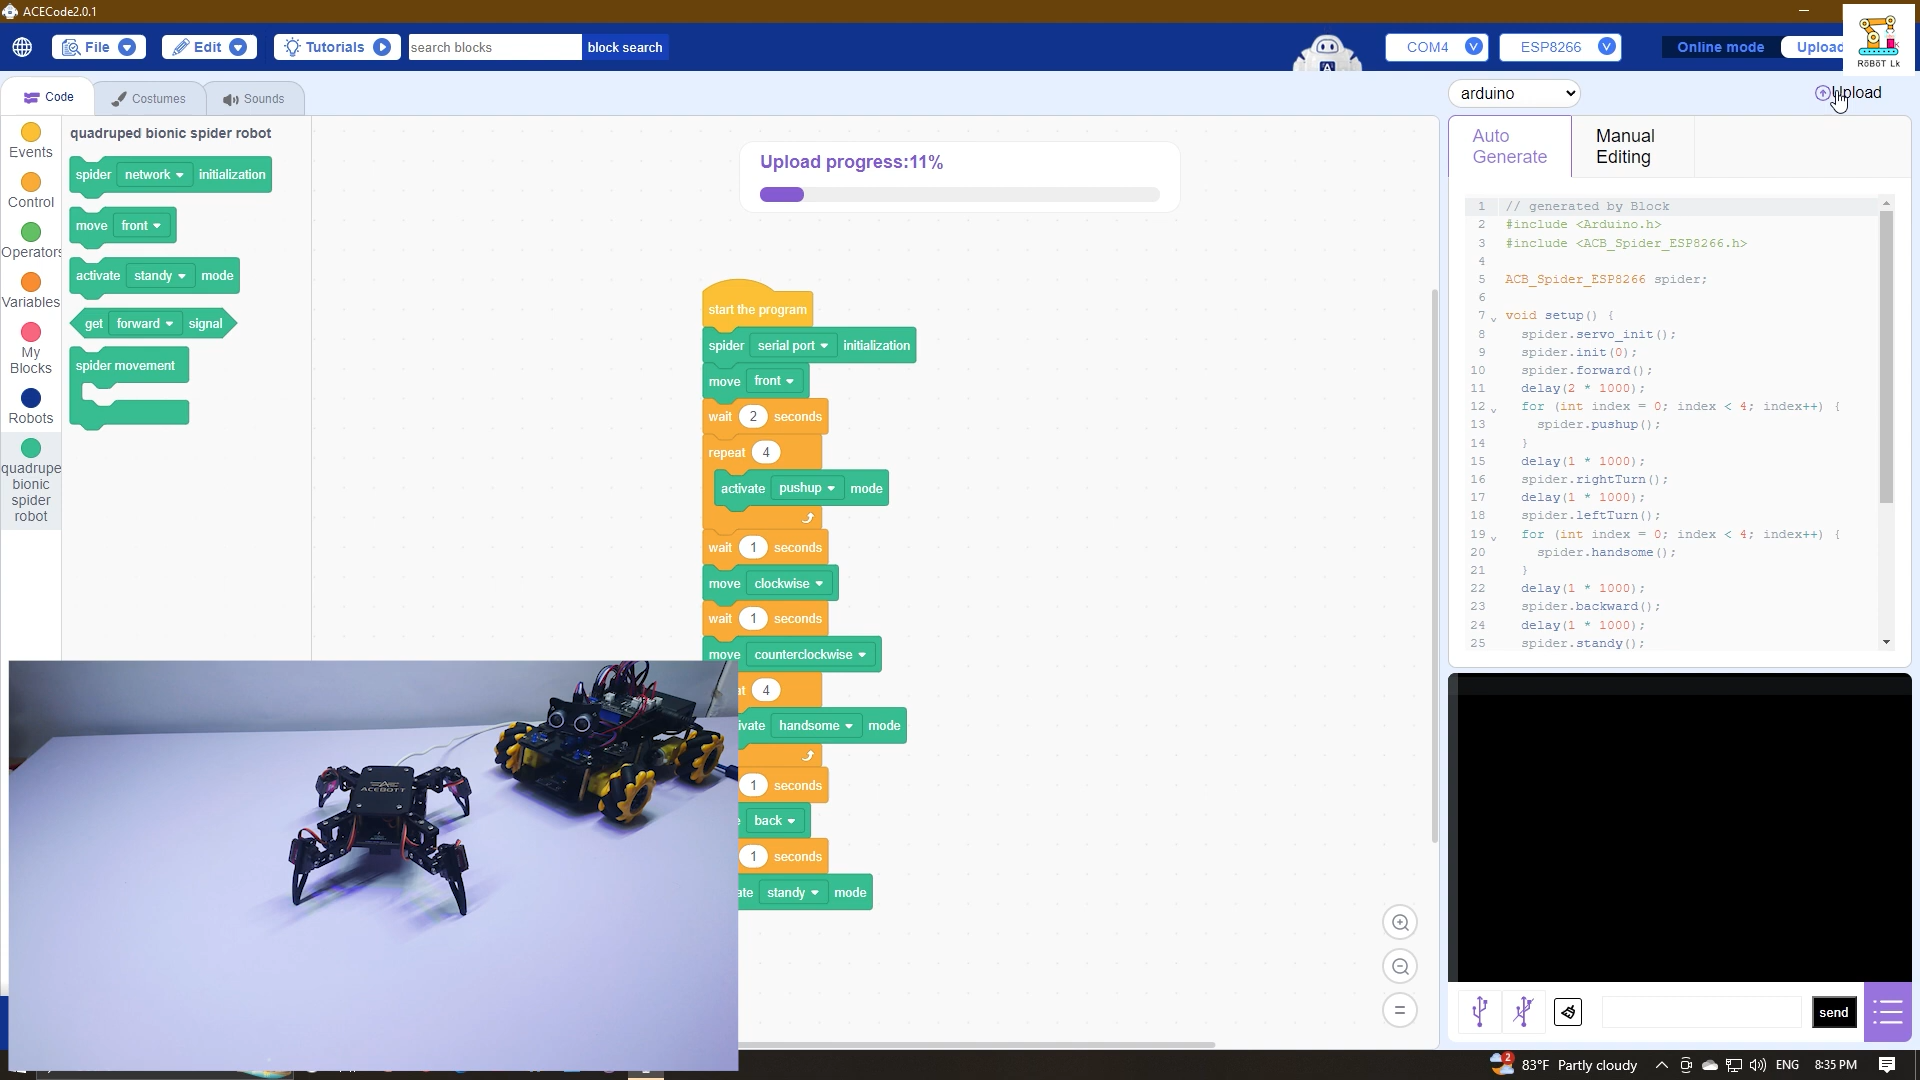 ACECode2.0.1
File
Edit
Tutorials
search blocks
block search
COM4
ESP8266
Online mode
Upload
RöBöT Lk
Code
Costumes
Sounds
arduino
Upload
Events
Control
Operators
Variables
My
Blocks
Robots
quadrupe
bionic
spider
robot
quadruped bionic spider robot
spider network initialization
move front
activate standy mode
get forward signal
spider movement
Upload progress:11%
start the program
spider serial port initialization
move front
wait 2 seconds
repeat 4
activate pushup mode
wait 1 seconds
move clockwise
wait 1 seconds
move counterclockwise
4
handsome mode
1 seconds
back
1 seconds
standy mode
ACEBOTT
Auto
Generate
Manual
Editing
1 // generated by Block
2 #include <Arduino.h>
3 #include <ACB_Spider_ESP8266.h>
4
5 ACB_Spider_ESP8266 spider;
6
7 void setup() {
8 spider.servo_init();
9 spider.init(0);
10 spider.forward();
11 delay(2 * 1000);
12 for (int index = 0; index < 4; index++) {
13 spider.pushup();
14 }
15 delay(1 * 1000);
16 spider.rightTurn();
17 delay(1 * 1000);
18 spider.leftTurn();
19 for (int index = 0; index < 4; index++) {
20 spider.handsome();
21 }
22 delay(1 * 1000);
23 spider.backward();
24 delay(1 * 1000);
25 spider.standy();
send
2
83°F Partly cloudy
ENG
8:35 PM